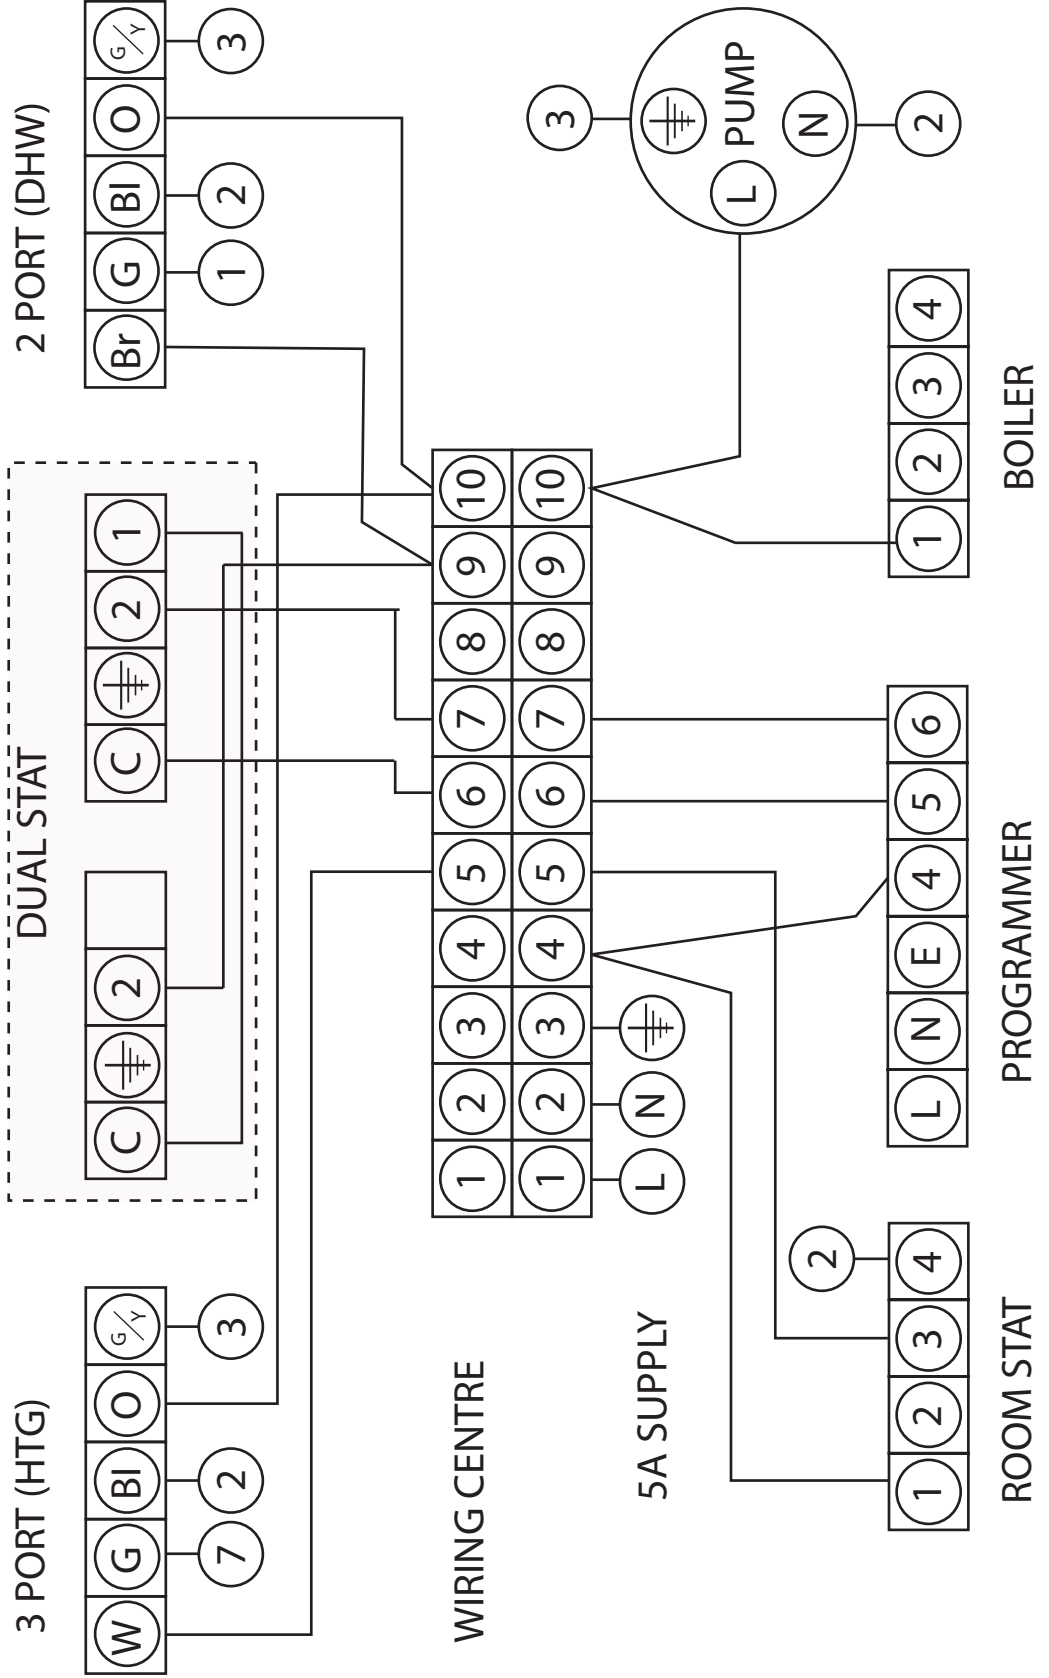 3 PORT (HTG)
W G Bl O G/Y
7 2 3
DUAL STAT
C 2
C 2 1
2 PORT (DHW)
Br G Bl O G/Y
1 2 3
WIRING CENTRE
1 2 3 4 5 6 7 8 9 10
1 2 3 4 5 6 7 8 9 10
5A SUPPLY
L N
3
L
PUMP
N
2
2
1 2 3 4
ROOM STAT
L N E 4 5 6
PROGRAMMER
1 2 3 4
BOILER